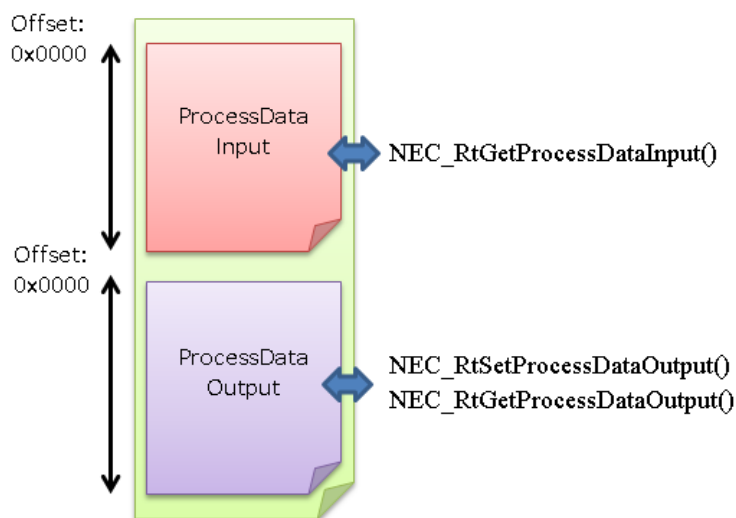 Offset:
0x0000
ProcessData
Input
NEC_RtGetProcessDataInput()
Offset:
0x0000
ProcessData
Output
NEC_RtSetProcessDataOutput()
NEC_RtGetProcessDataOutput()